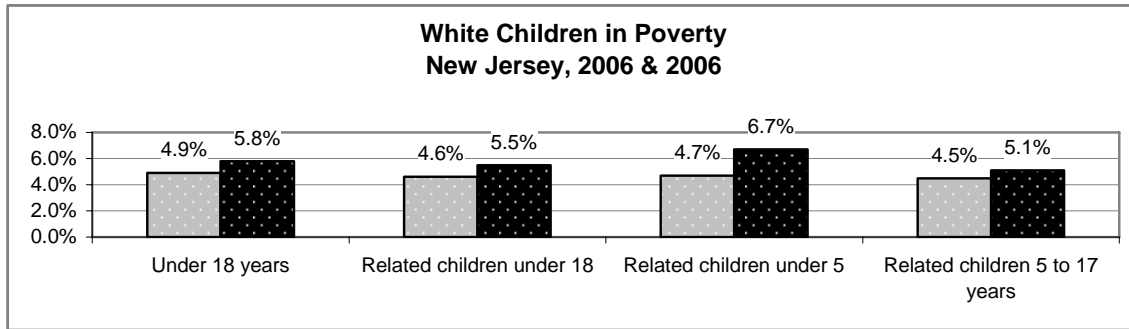 White Children in Poverty
New Jersey, 2006 & 2006
8.0%
6.0%
4.0%
2.0%
0.0%
4.9%
5.8%
4.6%
5.5%
4.7%
6.7%
4.5%
5.1%
Under 18 years
Related children under 18
Related children under 5
Related children 5 to 17
years